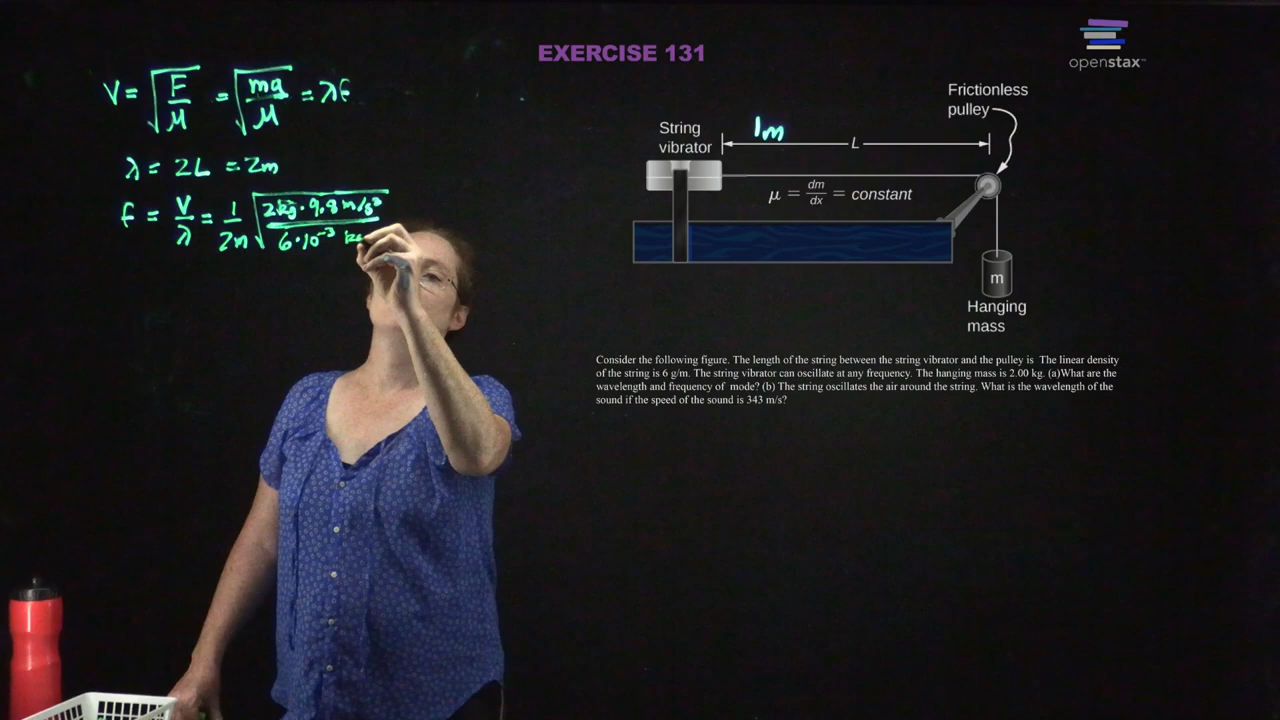 EXERCISE 131
openstax™
V = √F/μ = √mg/μ = λf
λ = 2L = 2m
f = V/λ = 1/2m √2kg · 9.8 m/s²/6·10⁻³
Frictionless
pulley
String
vibrator
1m
L
μ = dm/dx = constant
m
Hanging
mass
Consider the following figure. The length of the string between the string vibrator and the pulley is The linear density
of the string is 6 g/m. The string vibrator can oscillate at any frequency. The hanging mass is 2.00 kg. (a)What are the
wavelength and frequency of mode? (b) The string oscillates the air around the string. What is the wavelength of the
sound if the speed of the sound is 343 m/s?